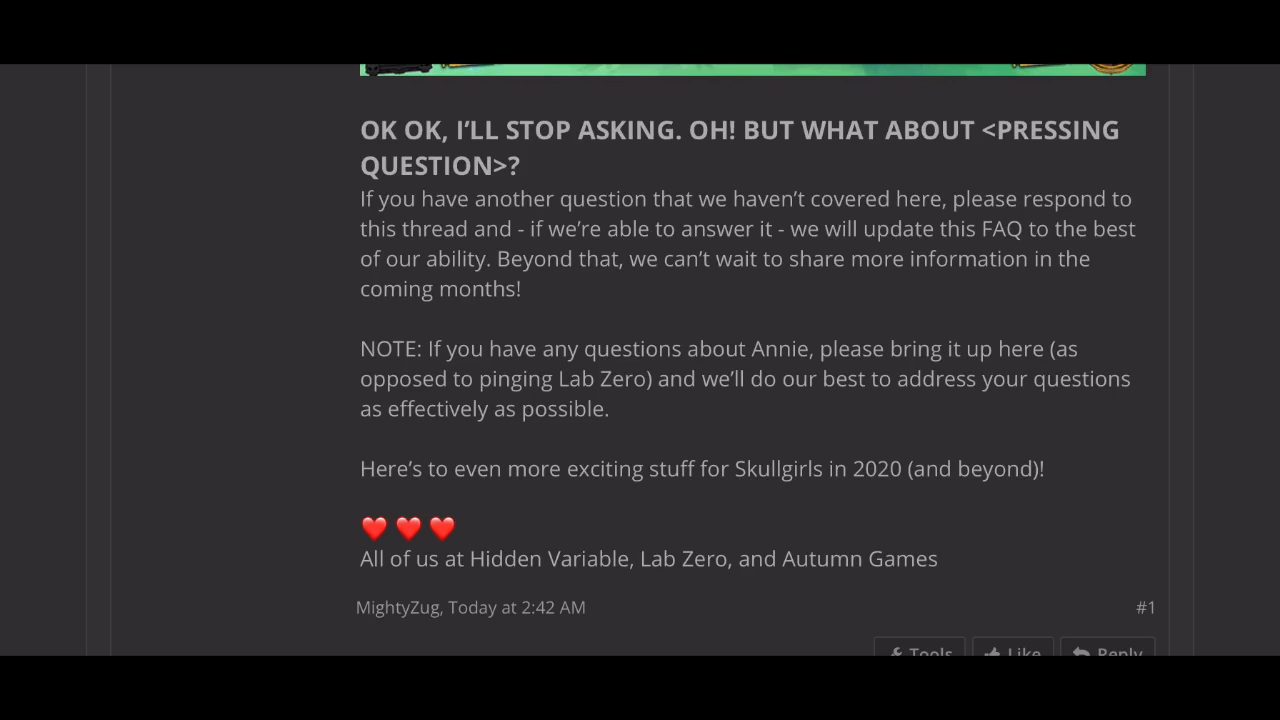 OK OK, I’LL STOP ASKING. OH! BUT WHAT ABOUT <PRESSING
QUESTION>?
If you have another question that we haven’t covered here, please respond to
this thread and - if we’re able to answer it - we will update this FAQ to the best
of our ability. Beyond that, we can’t wait to share more information in the
coming months!
NOTE: If you have any questions about Annie, please bring it up here (as
opposed to pinging Lab Zero) and we’ll do our best to address your questions
as effectively as possible.
Here’s to even more exciting stuff for Skullgirls in 2020 (and beyond)!
❤️ ❤️ ❤️
All of us at Hidden Variable, Lab Zero, and Autumn Games
MightyZug, Today at 2:42 AM #1
Tools Like Reply